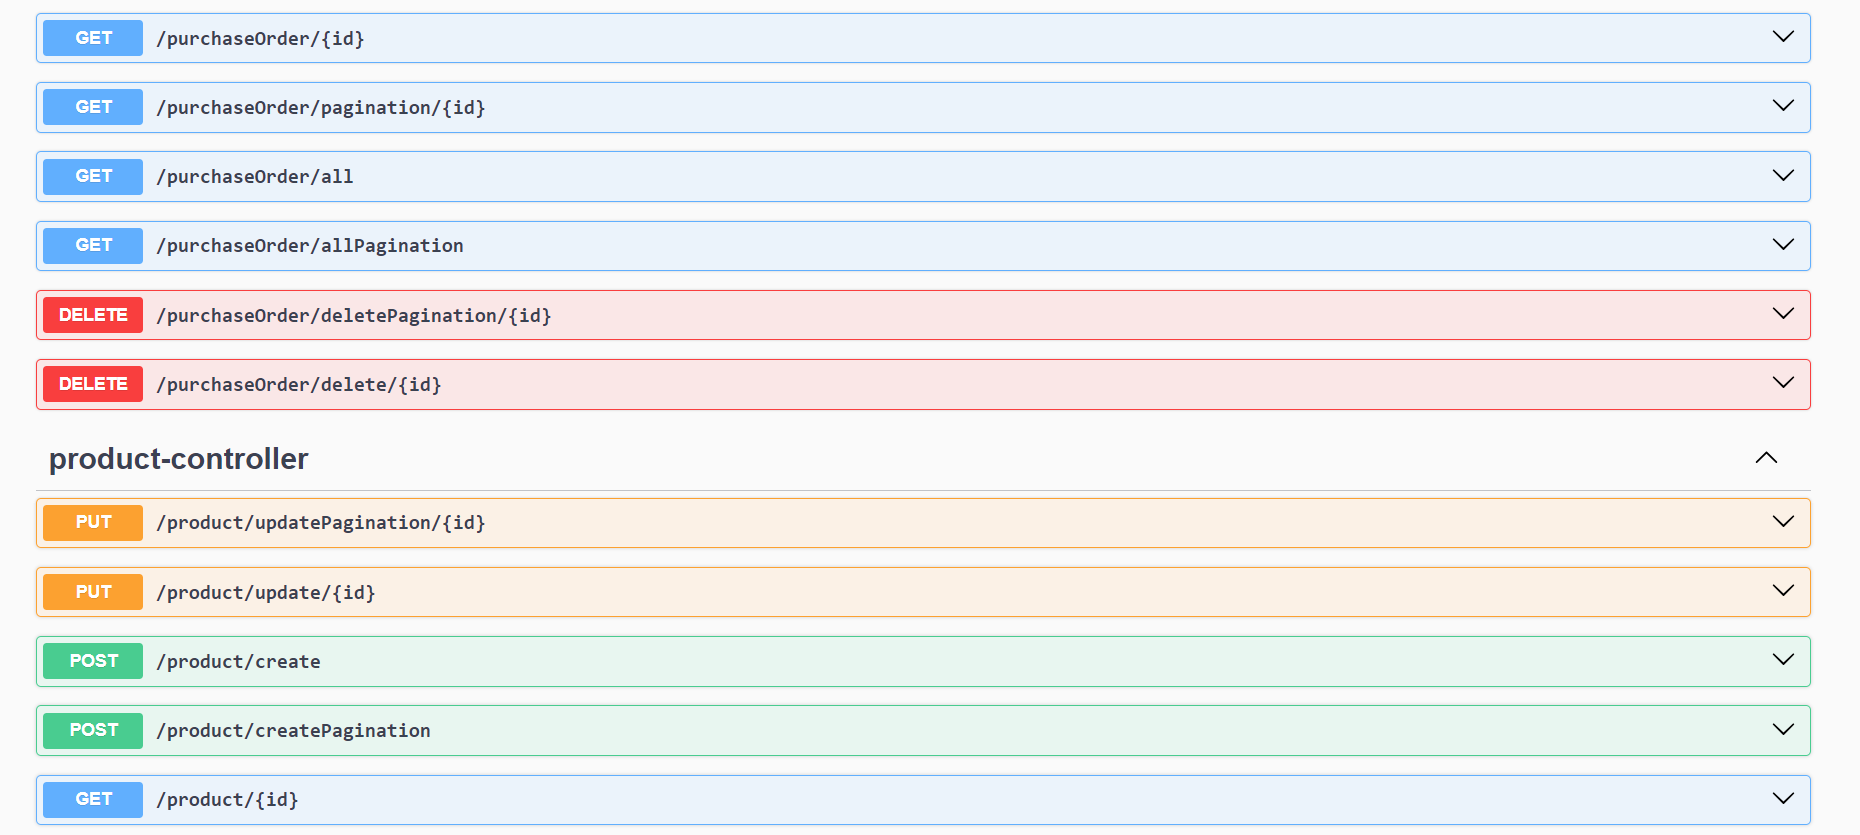 GET /purchaseOrder/{id}
GET /purchaseOrder/pagination/{id}
GET /purchaseOrder/all
GET /purchaseOrder/allPagination
DELETE /purchaseOrder/deletePagination/{id}
DELETE /purchaseOrder/delete/{id}
product-controller
PUT /product/updatePagination/{id}
PUT /product/update/{id}
POST /product/create
POST /product/createPagination
GET /product/{id}